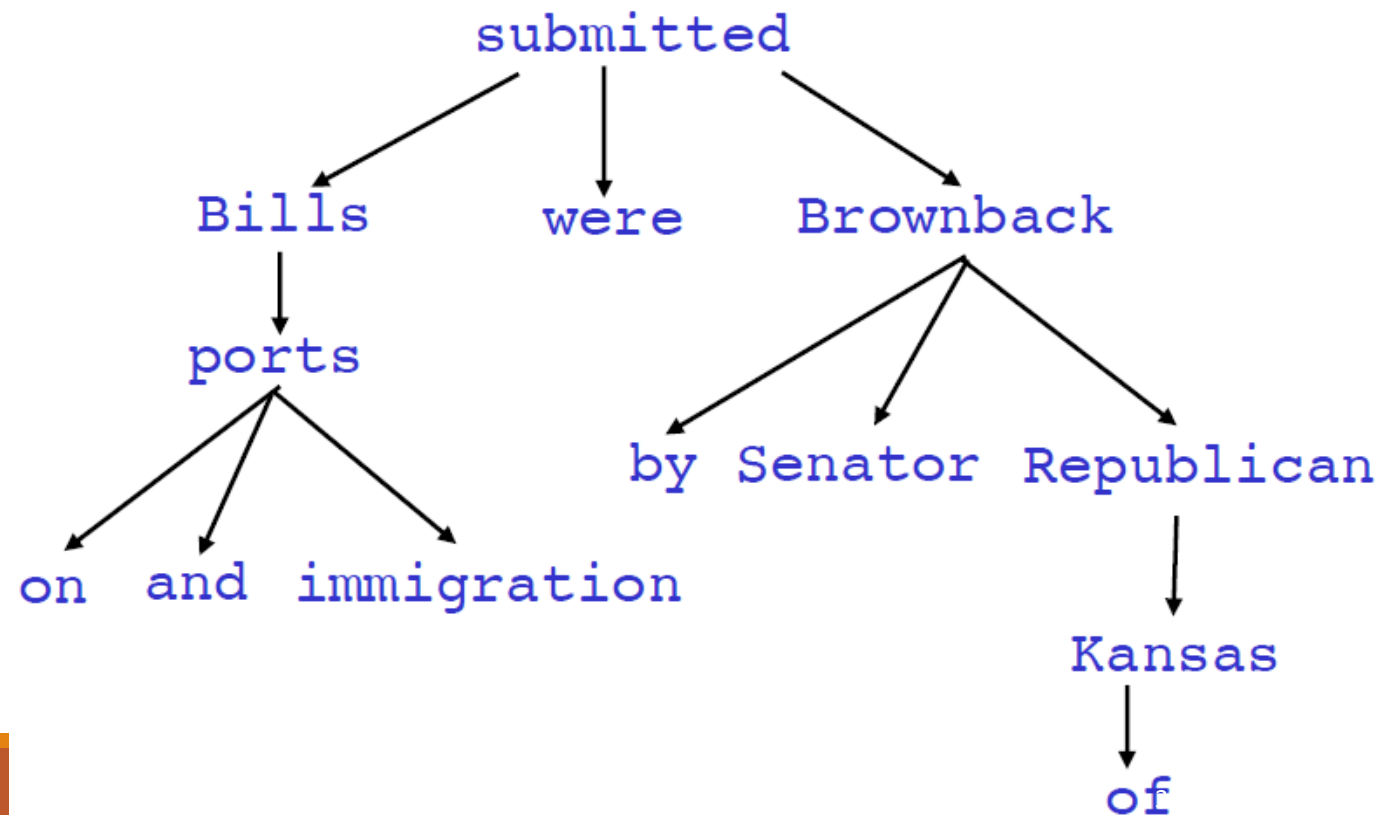 submitted
Bills were Brownback
ports
by Senator Republican
on and immigration
Kansas
of